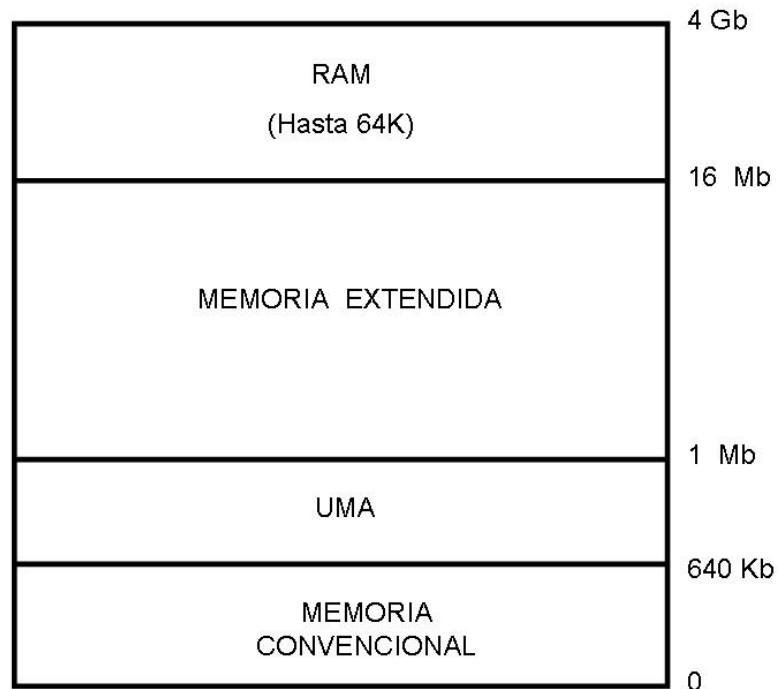 4 Gb
RAM
(Hasta 64K)
16 Mb
MEMORIA EXTENDIDA
1 Mb
UMA
640 Kb
MEMORIA
CONVENCIONAL
0